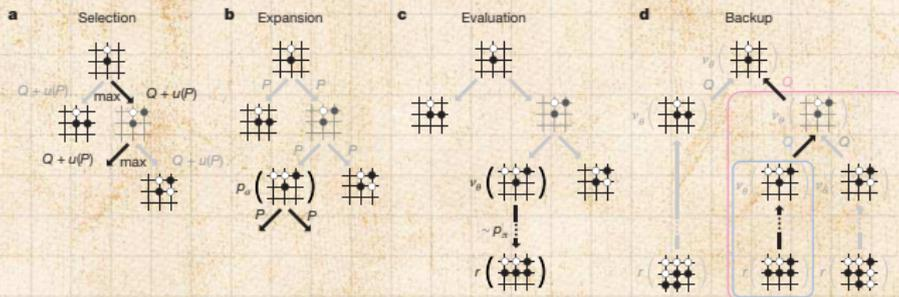 a Selection
b Expansion
c Evaluation
d Backup
Q + u(P) max Q + u(P)
Q + u(P) max Q + u(P)
P P
P P
pσ ( )
P P
vθ ( )
~ pπ
r ( )
vθ ( )
Q Q
vθ ( ) vθ ( )
Q Q
vθ ( ) vθ ( )
r ( ) r ( ) r ( )